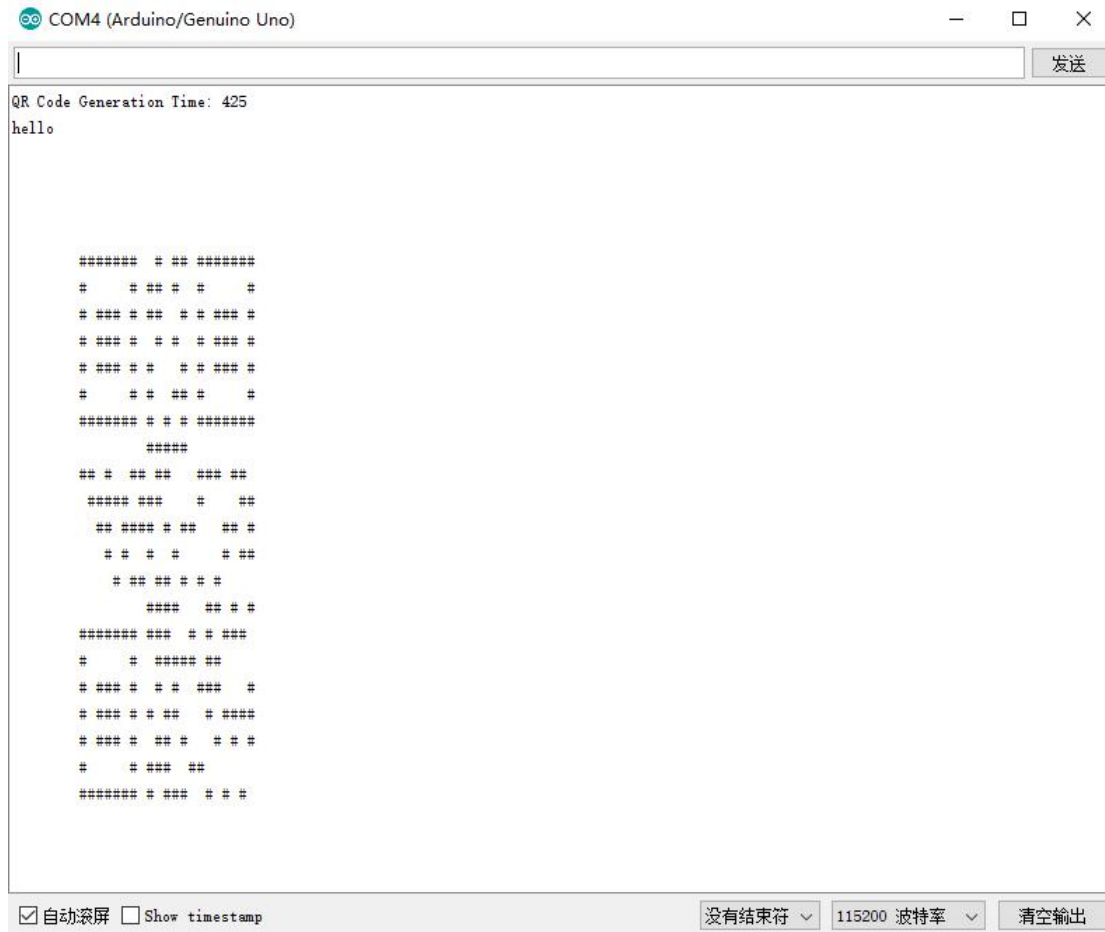 COM4 (Arduino/Genuino Uno)
发送
QR Code Generation Time: 425
hello
#######  # ## #######
#     # ## #  #     #
# ### # ##  # # ### #
# ### #  # #  # ### #
# ### # #   # # ### #
#     # #  ## #     #
####### # # # #######
        #####
## #  ## ##   ### ##
 ##### ###    #    ##
  ## #### # ##   ## #
   # #  #  #     # ##
    # ## ## # # #
        ####   ## # #
####### ###  # # ###
#     #  ##### ##
# ### #  # #  ###   #
# ### # # ##   # ####
# ### #  ## #   # # #
#     # ###  ##
####### # ###  # # #
自动滚屏 Show timestamp 没有结束符 115200 波特率 清空输出